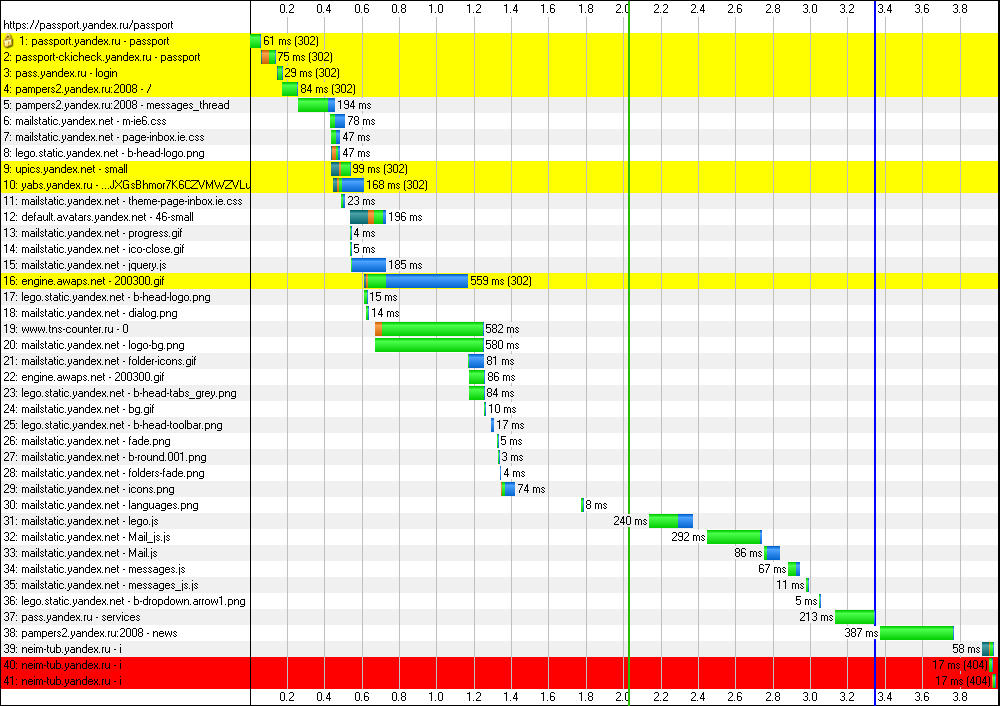 0.2 0.4 0.6 0.8 1.0 1.2 1.4 1.6 1.8 2.0 2.2 2.4 2.6 2.8 3.0 3.2 3.4 3.6 3.8
https://passport.yandex.ru/passport
1: passport.yandex.ru - passport 61 ms (302)
2: passport-ckicheck.yandex.ru - passport 75 ms (302)
3: pass.yandex.ru - login 29 ms (302)
4: pampers2.yandex.ru:2008 - / 84 ms (302)
5: pampers2.yandex.ru:2008 - messages_thread 194 ms
6: mailstatic.yandex.net - m-ie6.css 78 ms
7: mailstatic.yandex.net - page-inbox.ie.css 47 ms
8: lego.static.yandex.net - b-head-logo.png 47 ms
9: upics.yandex.net - small 99 ms (302)
10: yabs.yandex.ru - ...JXGsBhmor7K6CZVMWZVLu 168 ms (302)
11: mailstatic.yandex.net - theme-page-inbox.ie.css 23 ms
12: default.avatars.yandex.net - 46-small 196 ms
13: mailstatic.yandex.net - progress.gif 4 ms
14: mailstatic.yandex.net - ico-close.gif 5 ms
15: mailstatic.yandex.net - jquery.js 185 ms
16: engine.awaps.net - 200300.gif 559 ms (302)
17: lego.static.yandex.net - b-head-logo.png 15 ms
18: mailstatic.yandex.net - dialog.png 14 ms
19: www.tns-counter.ru - 0 582 ms
20: mailstatic.yandex.net - logo-bg.png 580 ms
21: mailstatic.yandex.net - folder-icons.gif 81 ms
22: engine.awaps.net - 200300.gif 86 ms
23: lego.static.yandex.net - b-head-tabs_grey.png 84 ms
24: mailstatic.yandex.net - bg.gif 10 ms
25: lego.static.yandex.net - b-head-toolbar.png 17 ms
26: mailstatic.yandex.net - fade.png 5 ms
27: mailstatic.yandex.net - b-round.001.png 3 ms
28: mailstatic.yandex.net - folders-fade.png 4 ms
29: mailstatic.yandex.net - icons.png 74 ms
30: mailstatic.yandex.net - languages.png 8 ms
31: mailstatic.yandex.net - lego.js 240 ms
32: mailstatic.yandex.net - Mail_js.js 292 ms
33: mailstatic.yandex.net - Mail.js 86 ms
34: mailstatic.yandex.net - messages.js 67 ms
35: mailstatic.yandex.net - messages_js.js 11 ms
36: lego.static.yandex.net - b-dropdown.arrow1.png 5 ms
37: pass.yandex.ru - services 213 ms
38: pampers2.yandex.ru:2008 - news 387 ms
39: neim-tub.yandex.ru - i 58 ms
40: neim-tub.yandex.ru - i 17 ms (404)
41: neim-tub.yandex.ru - i 17 ms (404)
0.2 0.4 0.6 0.8 1.0 1.2 1.4 1.6 1.8 2.0 2.2 2.4 2.6 2.8 3.0 3.2 3.4 3.6 3.8